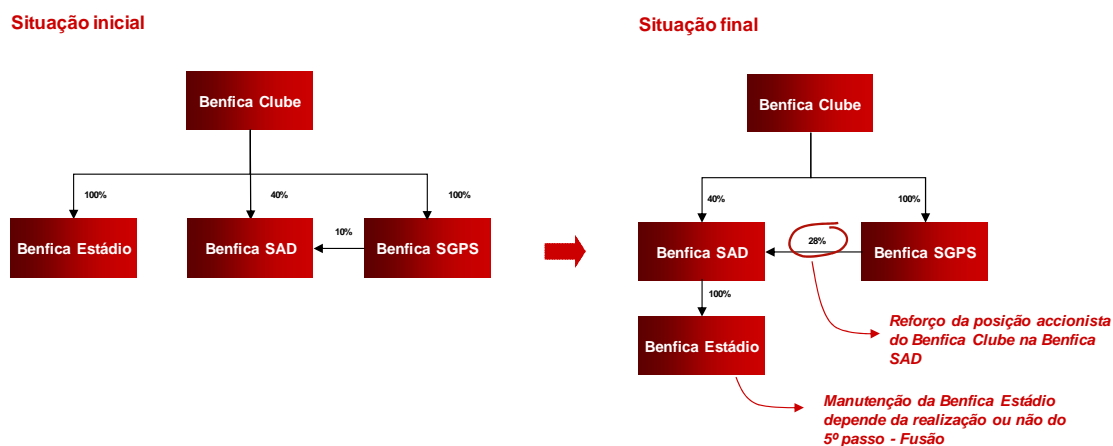 Situação inicial
Benfica Clube
100%
40%
100%
Benfica Estádio
Benfica SAD
10%
Benfica SGPS
Situação final
Benfica Clube
40%
100%
Benfica SAD
28%
Benfica SGPS
100%
Benfica Estádio
Reforço da posição accionista
do Benfica Clube na Benfica
SAD
Manutenção da Benfica Estádio
depende da realização ou não do
5º passo - Fusão